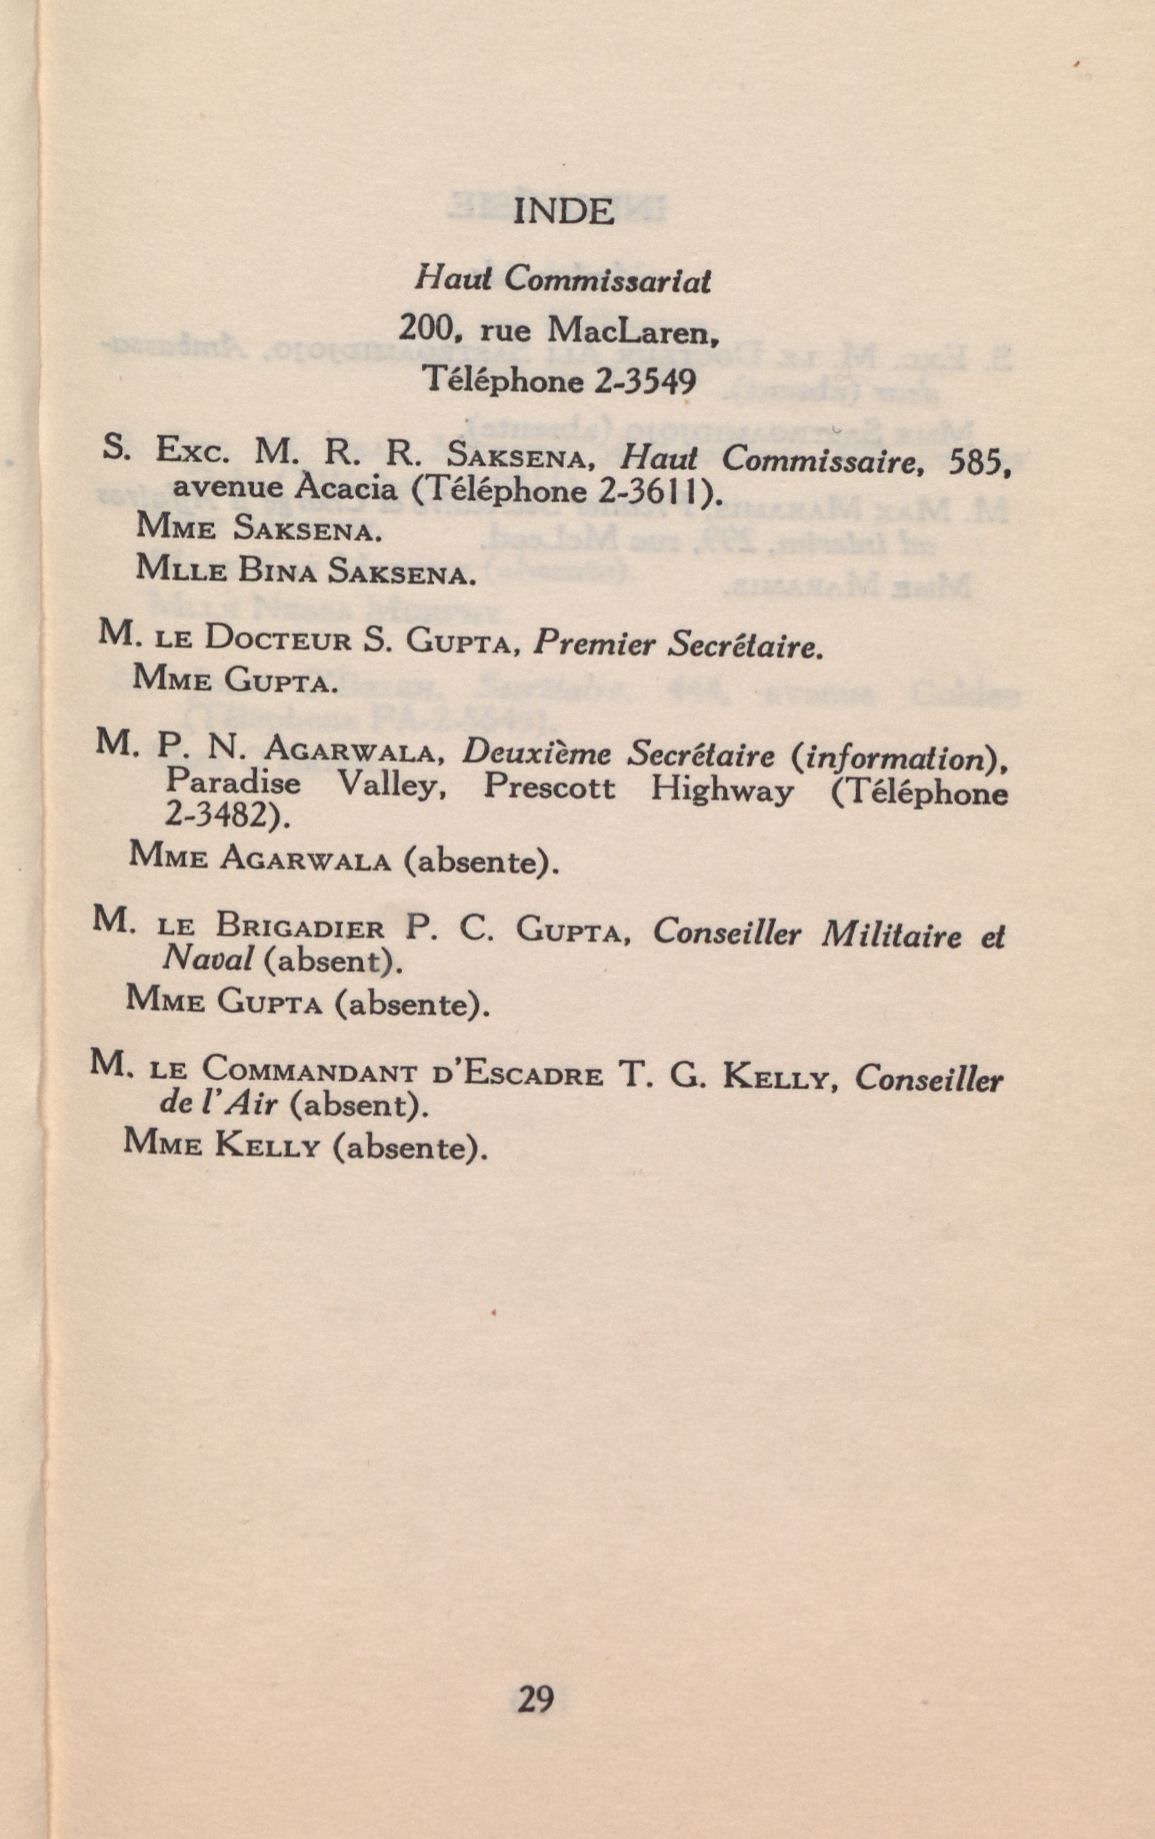 INDE
Haut Commissariat
200, rue MacLaren,
Téléphone 2-3549
S. Exc. M. R. R. Saksena, Haut Commissaire, 585,
avenue Acacia (Téléphone 2-3611).
Mme Saksena.
Mlle Bina Saksena.
M. le Docteur S. Gupta, Premier Secrétaire.
Mme Gupta.
M. P. N. Agarwala, Deuxième Secrétaire (information),
Paradise Valley, Prescott Highway (Téléphone
2-3482).
Mme Agarwala (absente).
M. le Brigadier P. C. Gupta, Conseiller Militaire et
Naval (absent).
Mme Gupta (absente).
M. le Commandant d'Escadre T. G. Kelly, Conseiller
de l'Air (absent).
Mme Kelly (absente).
29